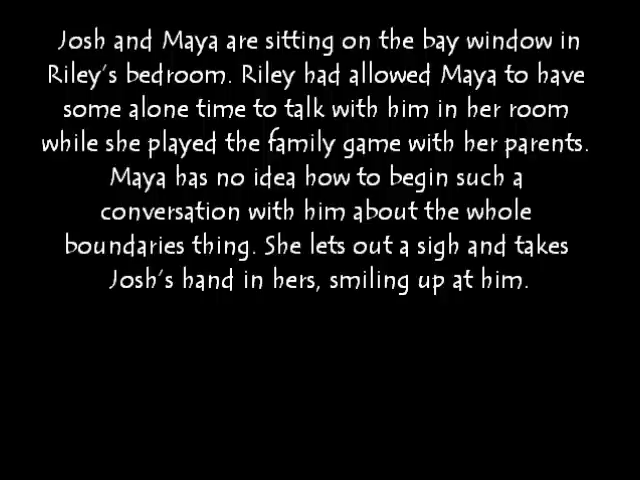 Josh and Maya are sitting on the bay window in
Riley's bedroom. Riley had allowed Maya to have
some alone time to talk with him in her room
while she played the family game with her parents.
Maya has no idea how to begin such a
conversation with him about the whole
boundaries thing. She lets out a sigh and takes
Josh's hand in hers, smiling up at him.